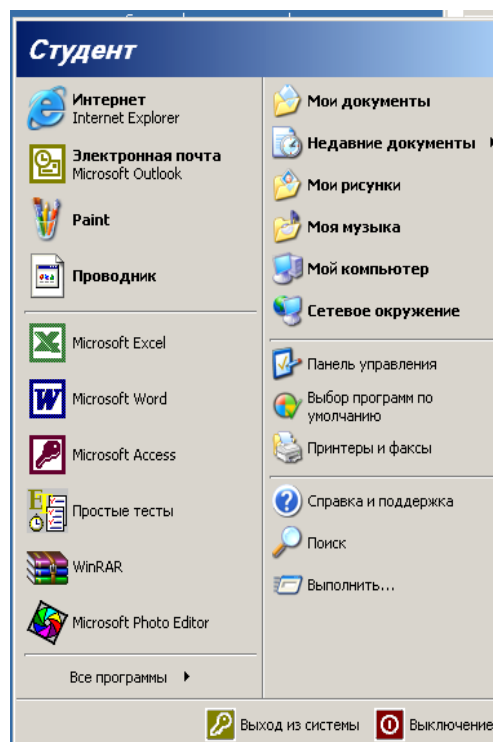 Студент
Интернет
Internet Explorer
Электронная почта
Microsoft Outlook
Paint
Проводник
Microsoft Excel
Microsoft Word
Microsoft Access
Простые тесты
WinRAR
Microsoft Photo Editor
Все программы
Мои документы
Недавние документы
Мои рисунки
Моя музыка
Мой компьютер
Сетевое окружение
Панель управления
Выбор программ по
умолчанию
Принтеры и факсы
Справка и поддержка
Поиск
Выполнить...
Выход из системы
Выключение